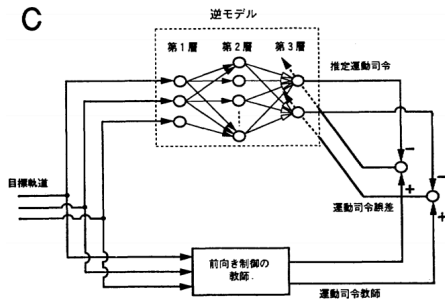 C
逆モデル
第1層 第2層 第3層
推定運動司令
−
−
+
+
目標軌道
運動司令誤差
前向き制御の
教師.
運動司令教師